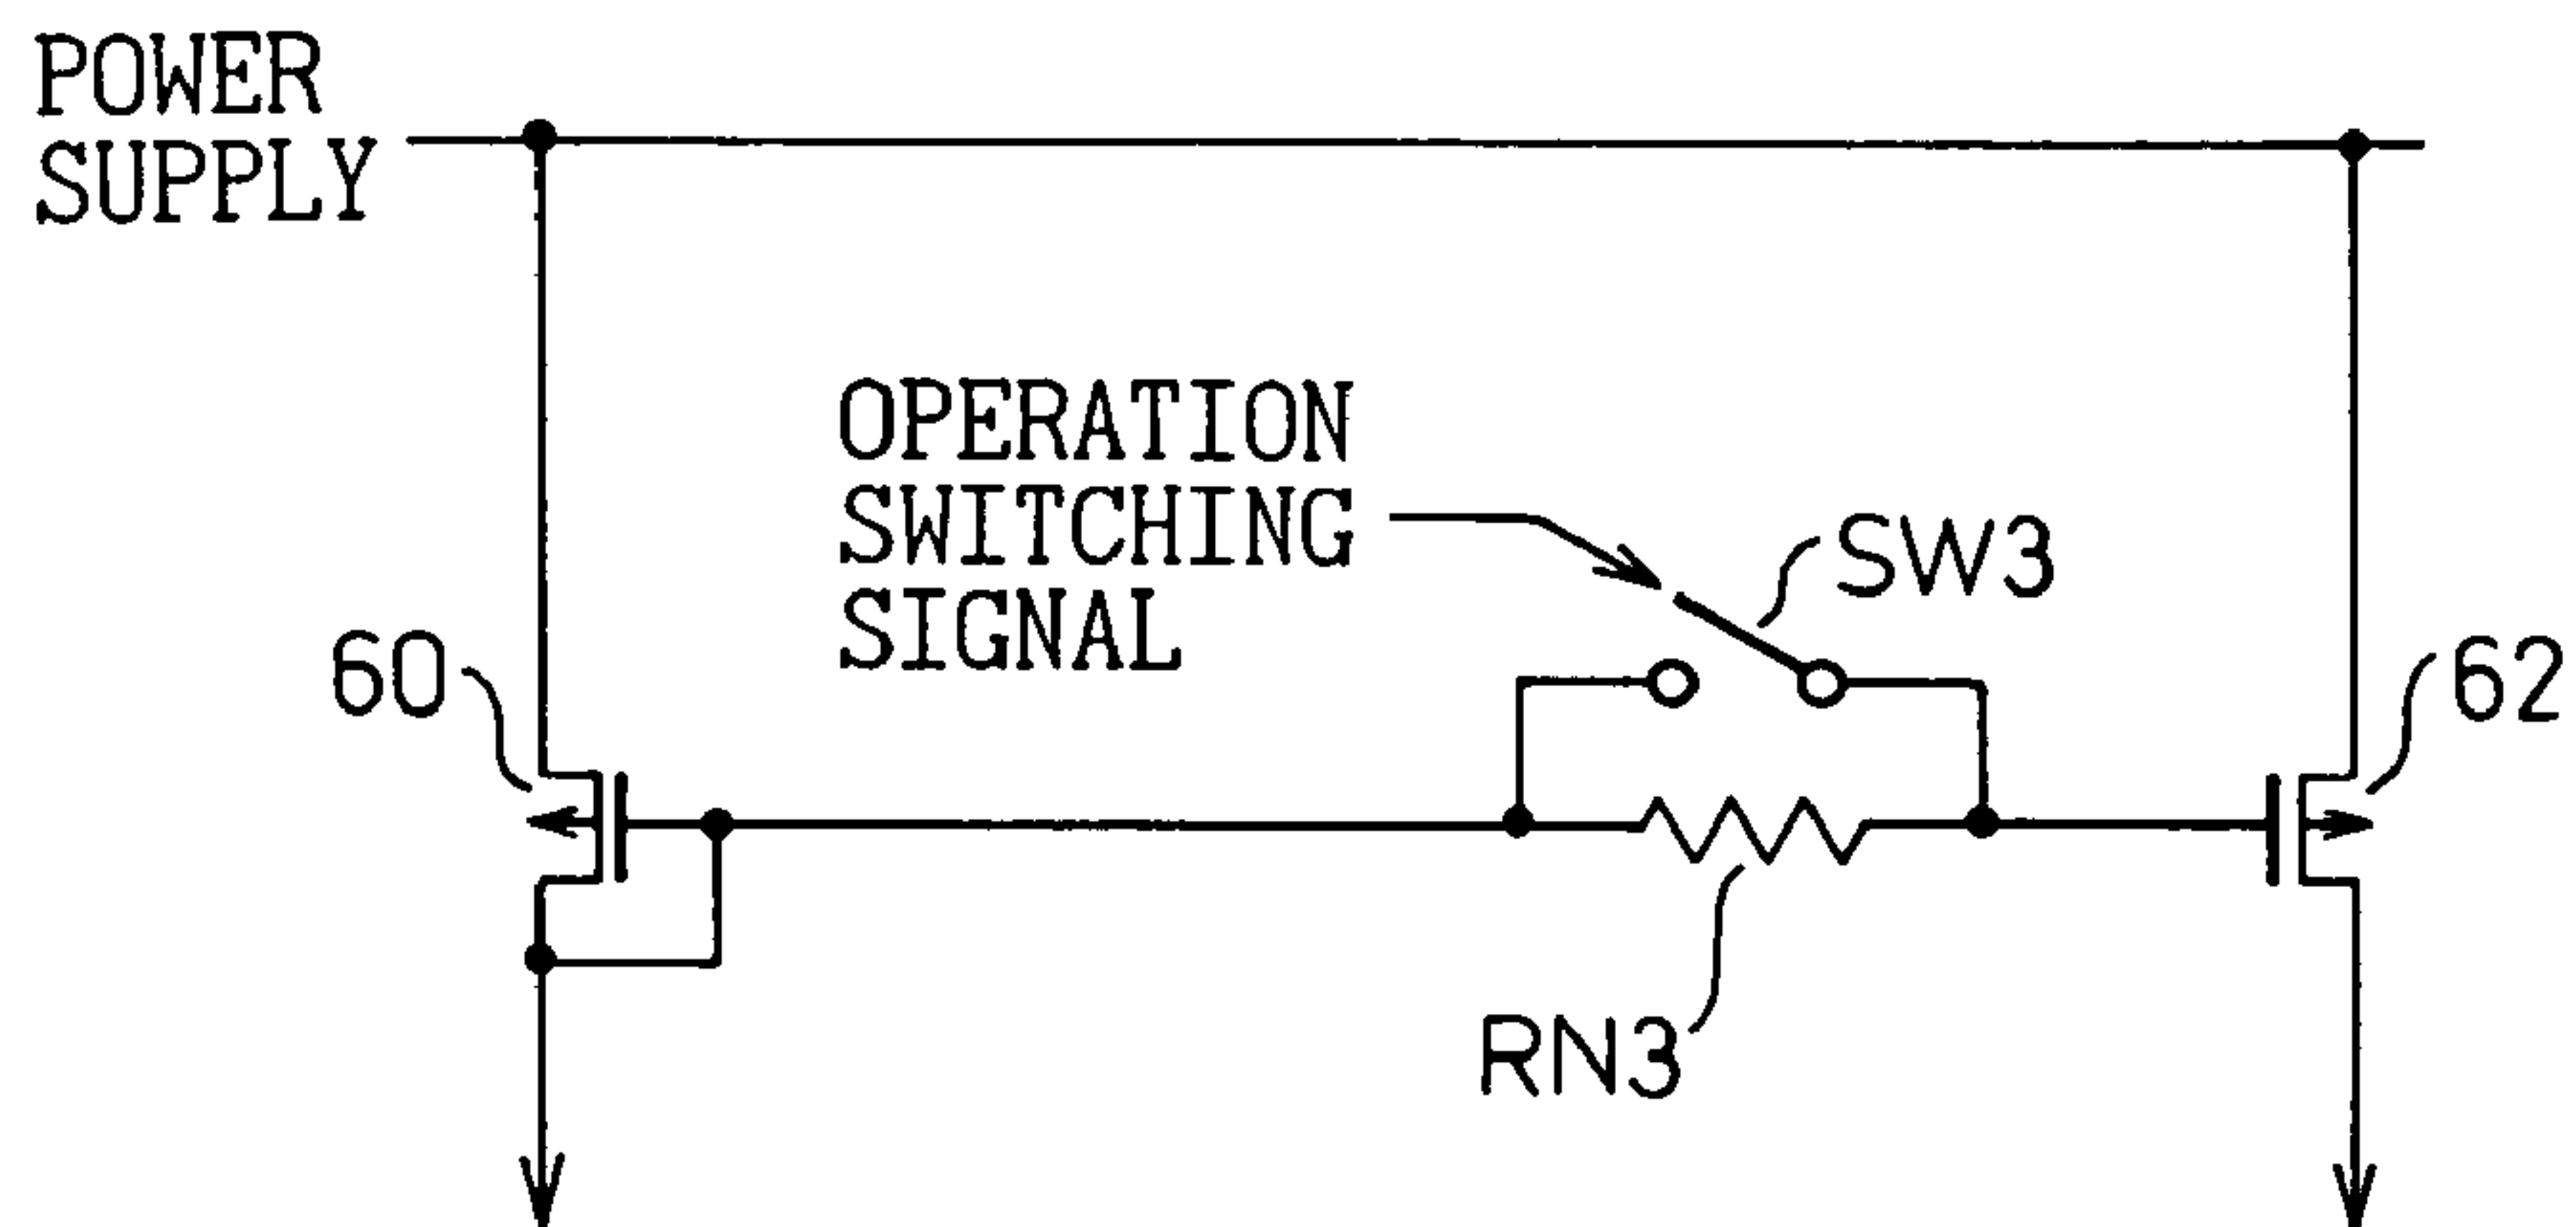 POWER
SUPPLY
OPERATION
SWITCHING
SIGNAL
SW3
60
62
RN3